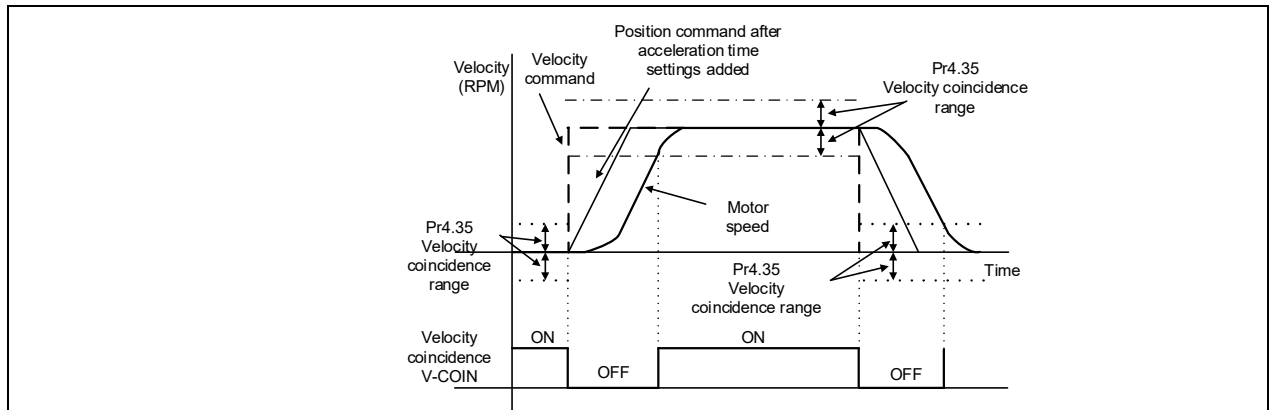 Position command after
acceleration time
settings added
Velocity
(RPM)
Velocity
command
Pr4.35
Velocity coincidence
range
Motor
speed
Pr4.35
Velocity
coincidence
range
Pr4.35
Velocity
coincidence range
Time
Velocity
coincidence
V-COIN
ON
OFF
ON
OFF